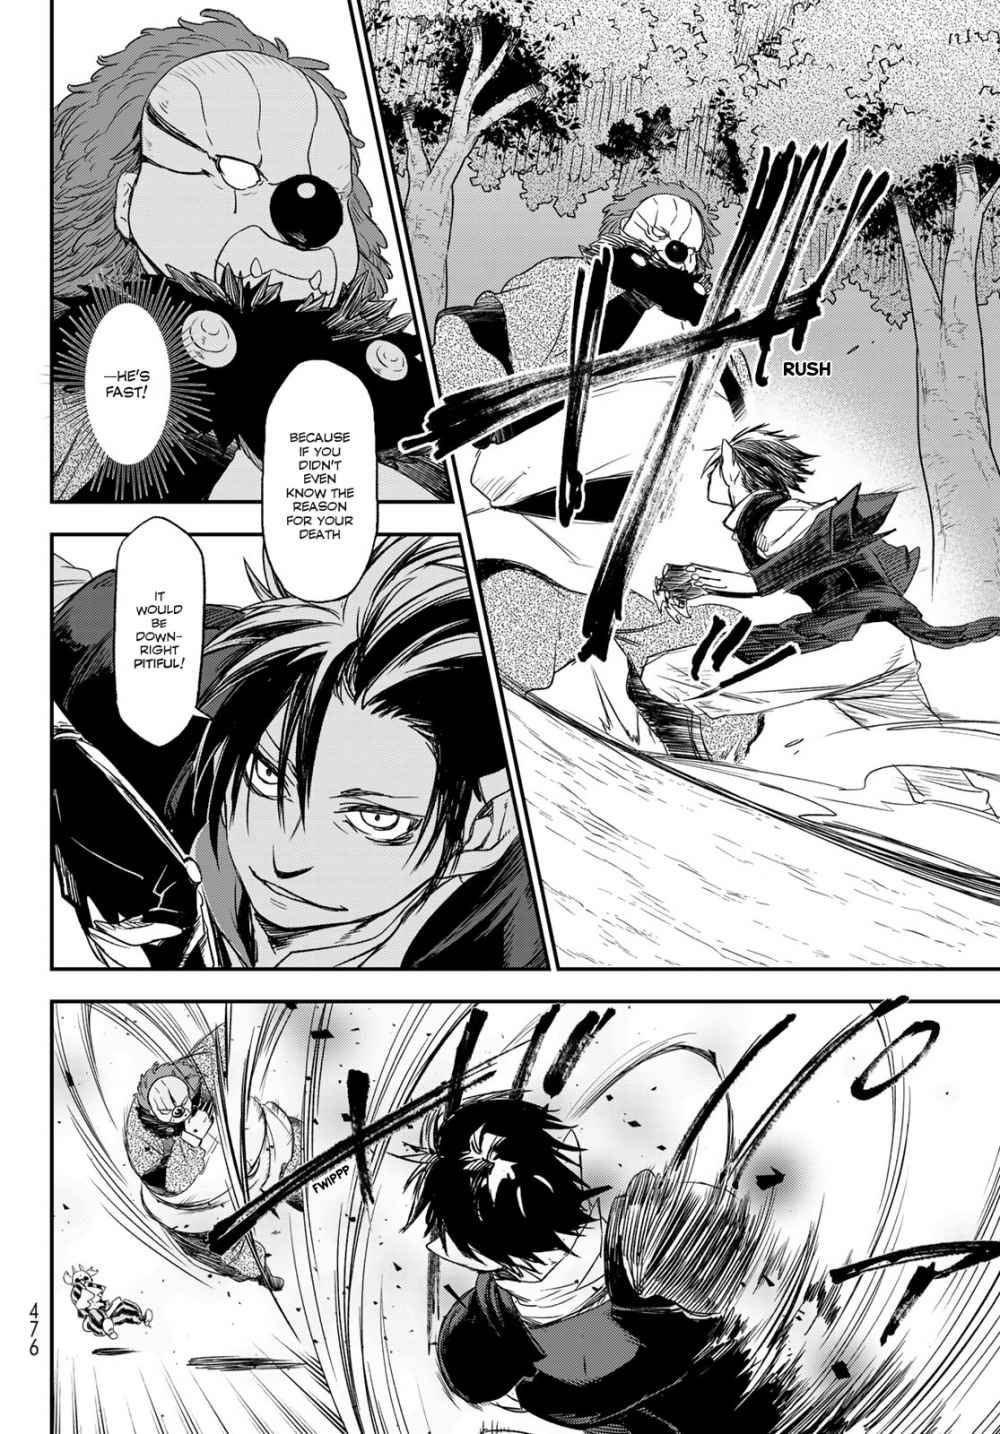 RUSH
—HE'S
FAST!
BECAUSE
IF YOU
DIDN'T
EVEN
KNOW THE
REASON
FOR YOUR
DEATH
IT
WOULD
BE
DOWN-
RIGHT
PITIFUL!
FWIPPP
476